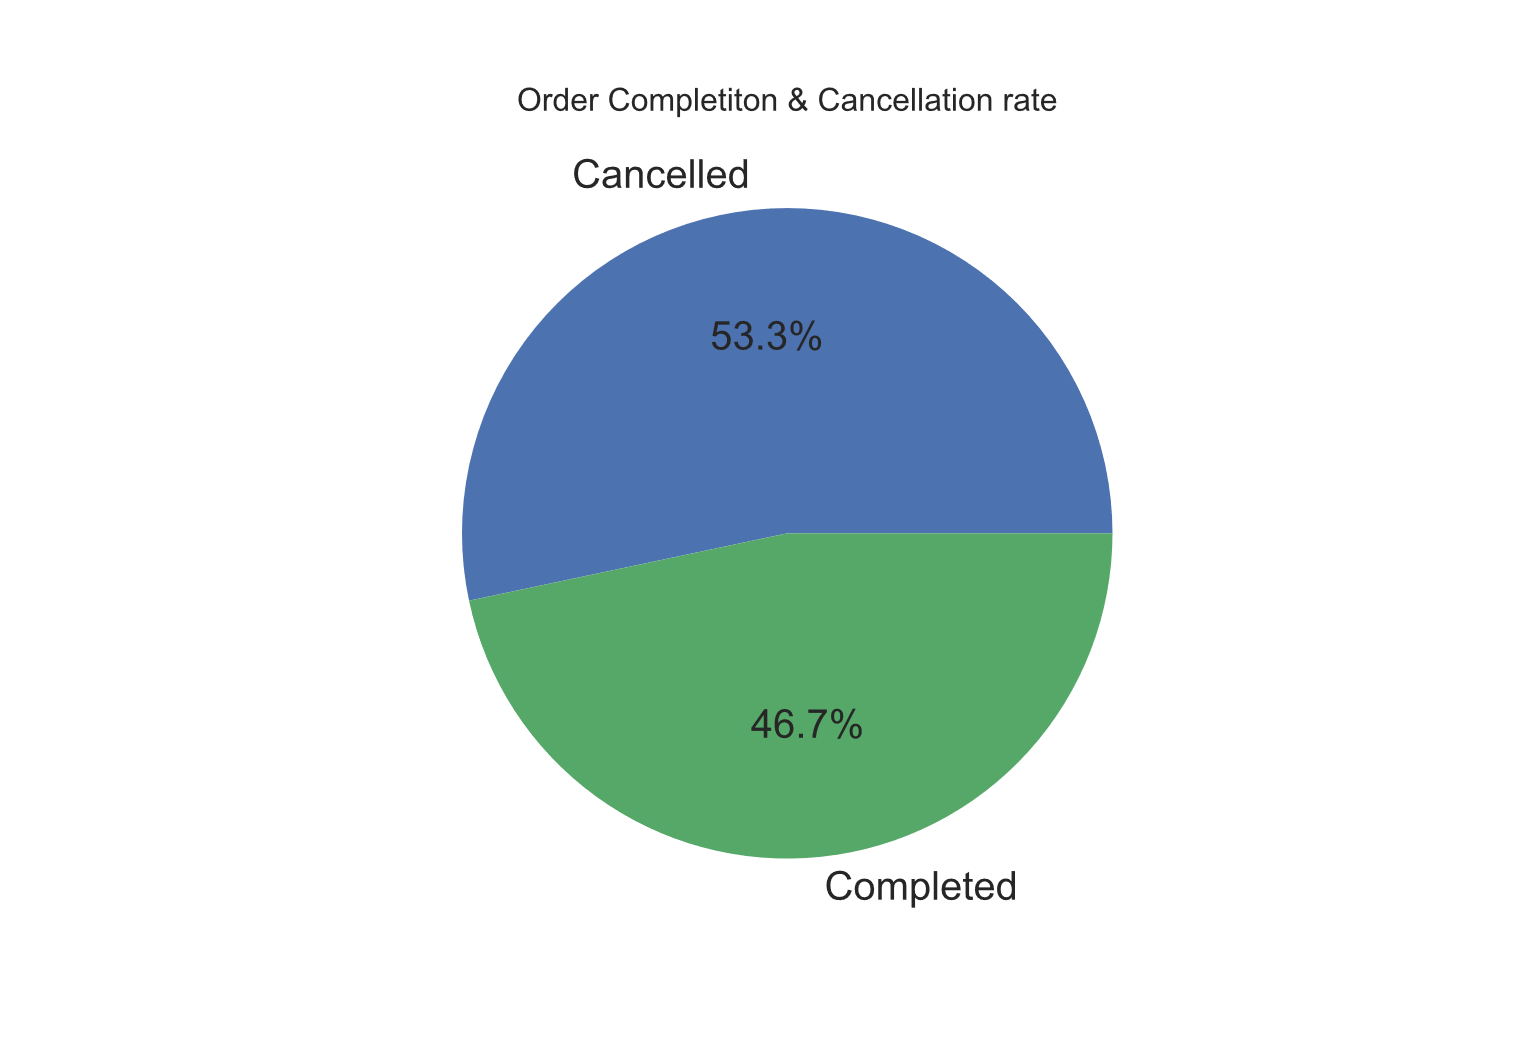 Order Completiton & Cancellation rate
Cancelled
53.3%
46.7%
Completed